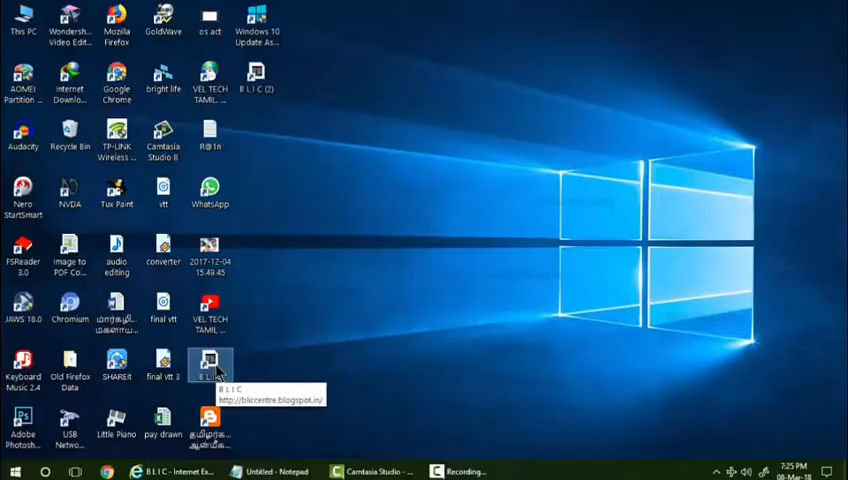 This PC
Wondersh...
Video Edit...
Mozilla
Firefox
GoldWave
os act
Windows 10
Update As...
AOMEI
Partition ...
Internet
Downlo...
Google
Chrome
bright life
VEL TECH
TAMIL...
B L I C (2)
Audacity
Recycle Bin
TP-LINK
Wireless ...
Camtasia
Studio 8
R@1n
Nero
StartSmart
NVDA
Tux Paint
vtt
WhatsApp
FSReader
3.0
Image to
PDF Co...
audio
editing
converter
2017-12-04
15.49.45
JAWS 18.0
Chromium
மார்கழி...
மகளாய...
final vtt
VEL TECH
TAMIL ...
Keyboard
Music 2.4
Old Firefox
Data
SHAREit
final vtt 3
B L I C
B L I C
http://bliccentre.blogspot.in/
Adobe
Photosh...
USB
Netwo...
Little Piano
pay drawn
தமிழர்க...
ஆன்மீக...
B L I C - Internet Ex...
Untitled - Notepad
Camtasia Studio - ...
Recording...
7:25 PM
08-Mar-18